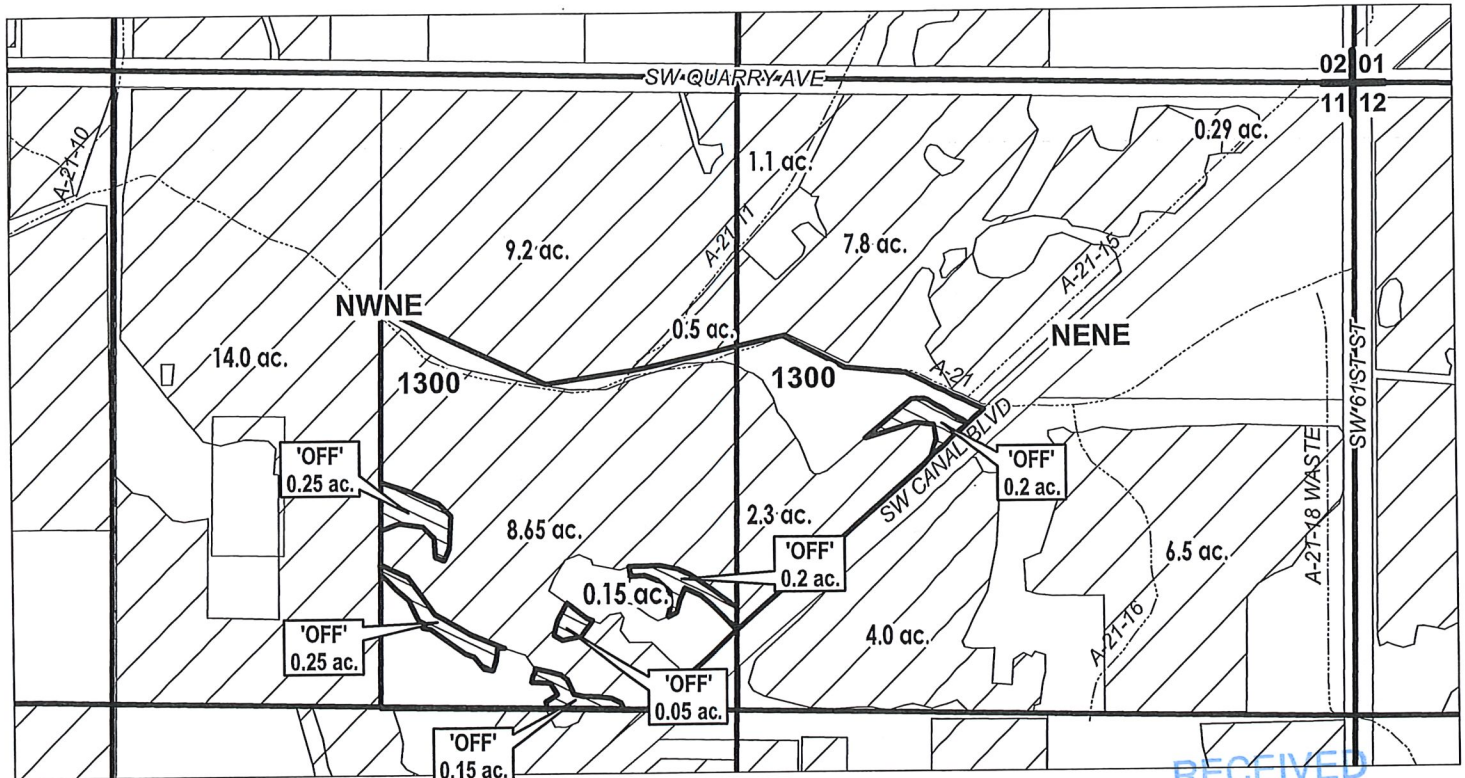 02 01
SW QUARRY AVE
11 12
0.29 ac.
A-21-10
1.1 ac.
A-21-11
9.2 ac.
7.8 ac.
A-21-15
NWNE
0.5 ac.
NENE
14.0 ac.
1300
1300
A-21
SW CANAL BLVD
SW 61ST ST
'OFF'
0.25 ac.
'OFF'
0.2 ac.
8.65 ac.
2.3 ac.
'OFF'
0.2 ac.
6.5 ac.
A-21-18 WASTE
0.15 ac.
4.0 ac.
A-21-16
'OFF'
0.25 ac.
'OFF'
0.05 ac.
'OFF'
0.15 ac.
RECEIVED